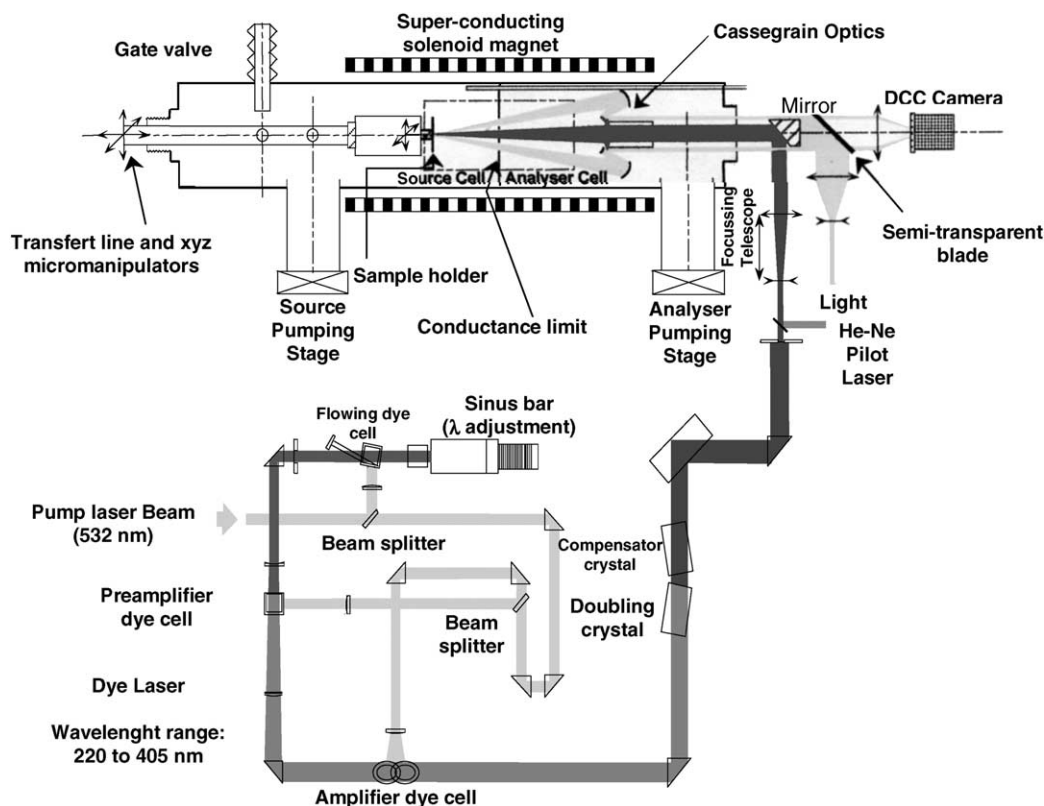 Super-conducting
solenoid magnet
Cassegrain Optics
Gate valve
Mirror
DCC Camera
Source Cell
Analyser Cell
Focussing
Telescope
Semi-transparent
blade
Transfert line and xyz
micromanipulators
Sample holder
Source
Pumping
Stage
Conductance limit
Analyser
Pumping
Stage
Light
He-Ne
Pilot
Laser
Flowing dye
cell
Sinus bar
(λ adjustment)
Pump laser Beam
(532 nm)
Beam splitter
Compensator
crystal
Preamplifier
dye cell
Beam
splitter
Doubling
crystal
Dye Laser
Wavelenght range:
220 to 405 nm
Amplifier dye cell